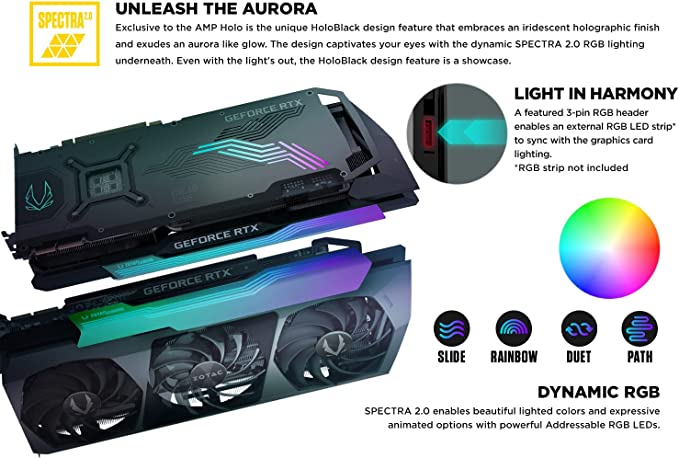 SPECTRA2.0
UNLEASH THE AURORA
Exclusive to the AMP Holo is the unique HoloBlack design feature that embraces an iridescent holographic finish
and exudes an aurora like glow. The design captivates your eyes with the dynamic SPECTRA 2.0 RGB lighting
underneath. Even with the light's out, the HoloBlack design feature is a showcase.
LIGHT IN HARMONY
A featured 3-pin RGB header
enables an external RGB LED strip*
to sync with the graphics card
lighting.
*RGB strip not included
GEFORCE RTX
GEFORCE RTX
GEFORCE RTX
ZOTAC
SLIDE
RAINBOW
DUET
PATH
DYNAMIC RGB
SPECTRA 2.0 enables beautiful lighted colors and expressive
animated options with powerful Addressable RGB LEDs.